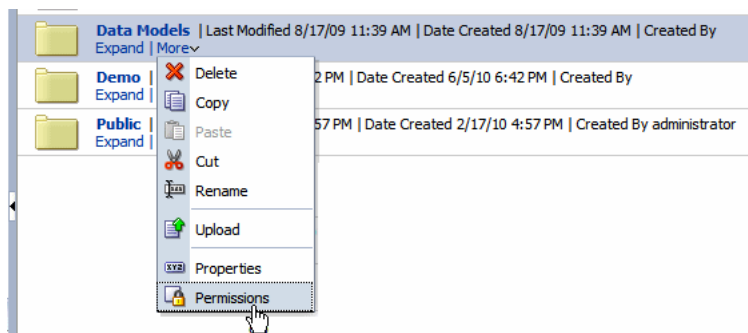 Data Models | Last Modified 8/17/09 11:39 AM | Date Created 8/17/09 11:39 AM | Created By
Expand | More
Demo | 2 PM | Date Created 6/5/10 6:42 PM | Created By
Expand |
Public | 57 PM | Date Created 2/17/10 4:57 PM | Created By administrator
Expand |
Delete
Copy
Paste
Cut
Rename
Upload
XYZ Properties
Permissions